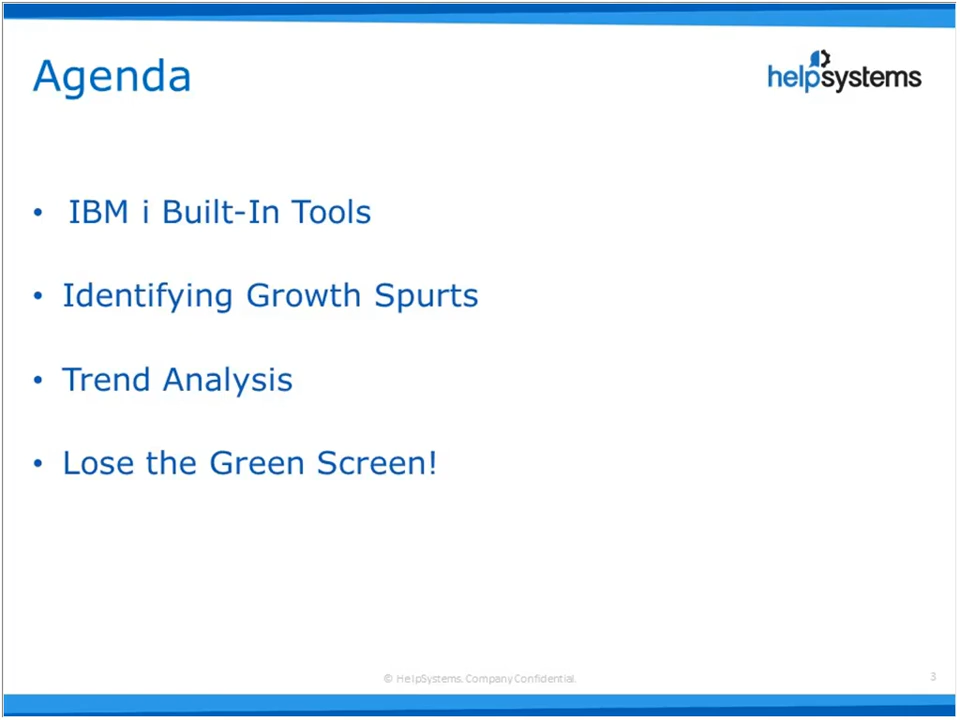 Agenda
helpsystems
• IBM i Built-In Tools
• Identifying Growth Spurts
• Trend Analysis
• Lose the Green Screen!
© HelpSystems. Company Confidential.
3